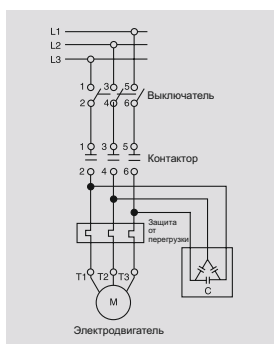 L1
L2
L3
1 3 5
2 4 6
Выключатель
1 3 5
Контактор
2 4 6
Защита
от
перегрузки
T1 T2 T3
C
M
Электродвигатель